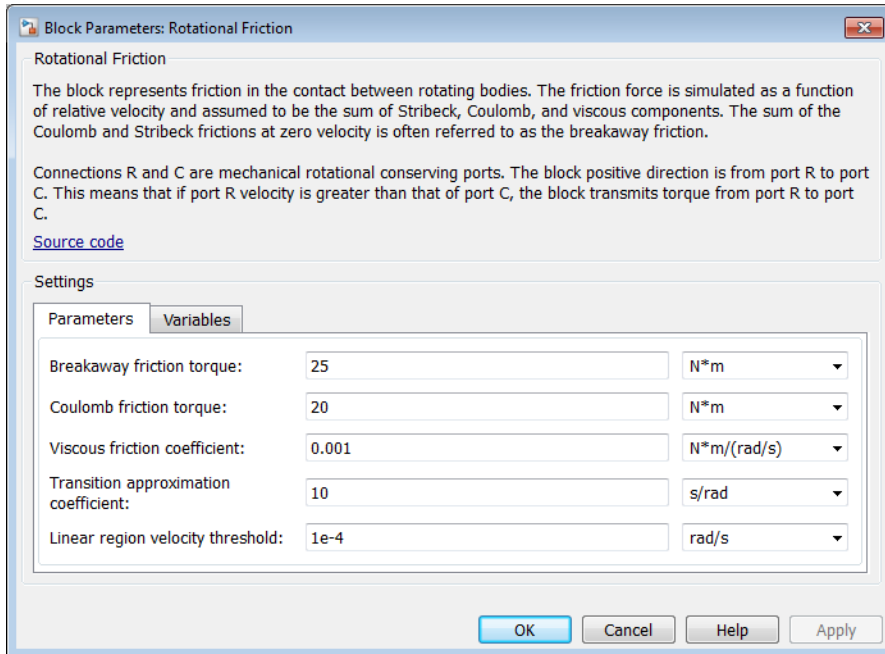 Block Parameters: Rotational Friction
Rotational Friction
The block represents friction in the contact between rotating bodies. The friction force is simulated as a function
of relative velocity and assumed to be the sum of Stribeck, Coulomb, and viscous components. The sum of the
Coulomb and Stribeck frictions at zero velocity is often referred to as the breakaway friction.
Connections R and C are mechanical rotational conserving ports. The block positive direction is from port R to port
C. This means that if port R velocity is greater than that of port C, the block transmits torque from port R to port
C.
Source code
Settings
Parameters Variables
Breakaway friction torque: 25 N*m
Coulomb friction torque: 20 N*m
Viscous friction coefficient: 0.001 N*m/(rad/s)
Transition approximation
coefficient: 10 s/rad
Linear region velocity threshold: 1e-4 rad/s
OK Cancel Help Apply